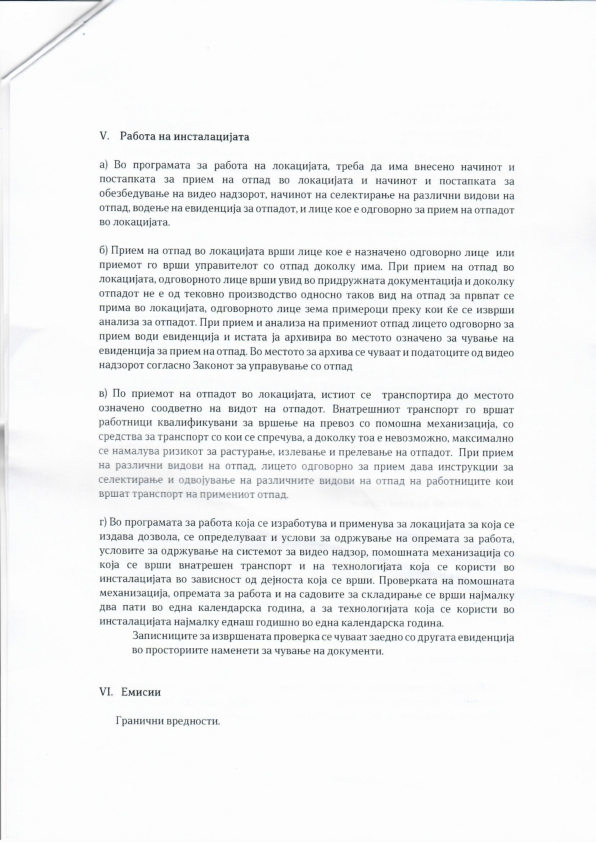 V. Работа на инсталацијата
а) Во програмата за работа на локацијата, треба да има внесено начинот и
постапката за прием на отпад во локацијата и начинот и постапката за
обезбедување на видео надзорот, начинот на селектирање на различни видови на
отпад, водење на евиденција за отпадот, и лице кое е одговорно за прием на отпадот
во локацијата.
б) Прием на отпад во локацијата врши лице кое е назначено одговорно лице или
приемот го врши управителот со отпад доколку има. При прием на отпад во
локацијата, одговорното лице врши увид во придружната документација и доколку
отпадот не е од тековно производство односно таков вид на отпад за првпат се
прима во локацијата, одговорното лице зема примероци преку кои ќе се изврши
анализа за отпадот. При прием и анализа на примениот отпад лицето одговорно за
прием води евиденција и истата ја архивира во местото означено за чување на
евиденција за прием на отпад. Во местото за архива се чуваат и податоците од видео
надзорот согласно Законот за управување со отпад
в) По приемот на отпадот во локацијата, истиот се транспортира до местото
означено соодветно на видот на отпадот. Внатрешниот транспорт го вршат
работници квалификувани за вршење на превоз со помошна механизација, со
средства за транспорт со кои се спречува, а доколку тоа е невозможно, максимално
се намалува ризикот за растурање, излевање и прелевање на отпадот. При прием
на различни видови на отпад, лицето одговорно за прием дава инструкции за
селектирање и одвојување на различните видови на отпад на работниците кои
вршат транспорт на примениот отпад.
г) Во програмата за работа која се изработува и применува за локацијата за која се
издава дозвола, се определуваат и услови за одржување на опремата за работа,
условите за одржување на системот за видео надзор, помошната механизација со
која се врши внатрешен транспорт и на технологијата која се користи во
инсталацијата во зависност од дејноста која се врши. Проверката на помошната
механизација, опремата за работа и на садовите за складирање се врши најмалку
два пати во една календарска година, а за технологијата која се користи во
инсталацијата најмалку еднаш годишно во една календарска година.
Записниците за извршената проверка се чуваат заедно со другата евиденција
во просториите наменети за чување на документи.
VI. Емисии
Гранични вредности.